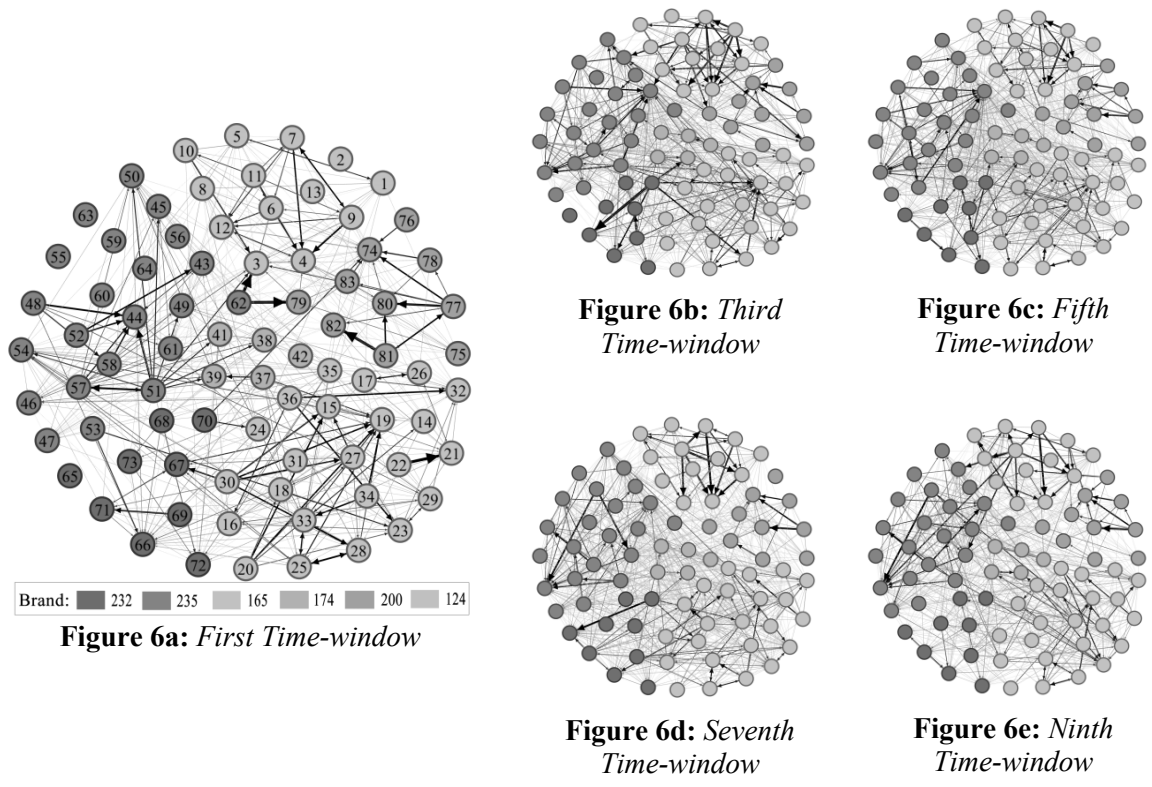 5 7 2
10 11 13 1
50 8
45 6 9 76
63 12
56 74
59 43 3 4 78
55 64 83
60 49 62 79 80 77
48 44 82
52 61 41 38 81 75
54 58 42
57 51 39 37 35 17 26 32
46 36 15
53 68 70 24 19 14
47 73 67 31 27 22 21
65 30 18 34 29
71 69 16 33 23
66 28
72 20 25
Brand: 232 235 165 174 200 124
Figure 6a: First Time-window
Figure 6b: Third
Time-window
Figure 6c: Fifth
Time-window
Figure 6d: Seventh
Time-window
Figure 6e: Ninth
Time-window